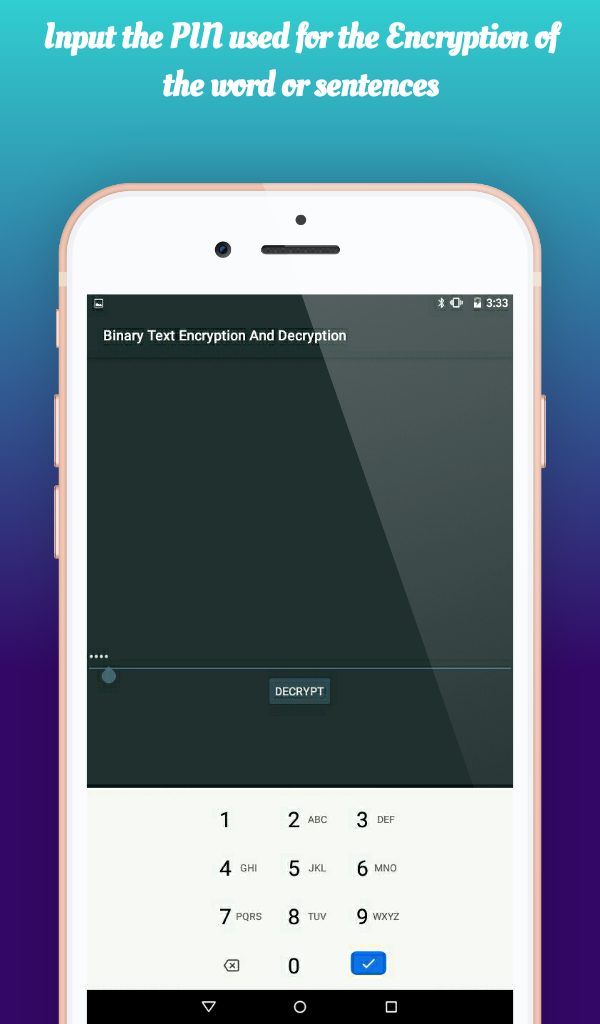 Input the PIN used for the Encryption of
the word or sentences
3:33
Binary Text Encryption And Decryption
••••
DECRYPT
1 2 ABC 3 DEF
4 GHI 5 JKL 6 MNO
7 PQRS 8 TUV 9 WXYZ
0